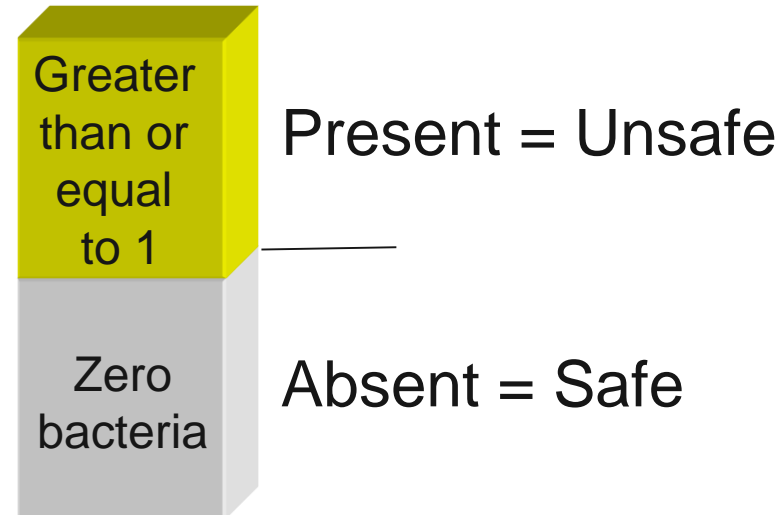 Greater
than or
equal
to 1
Present = Unsafe
Zero
bacteria
Absent = Safe